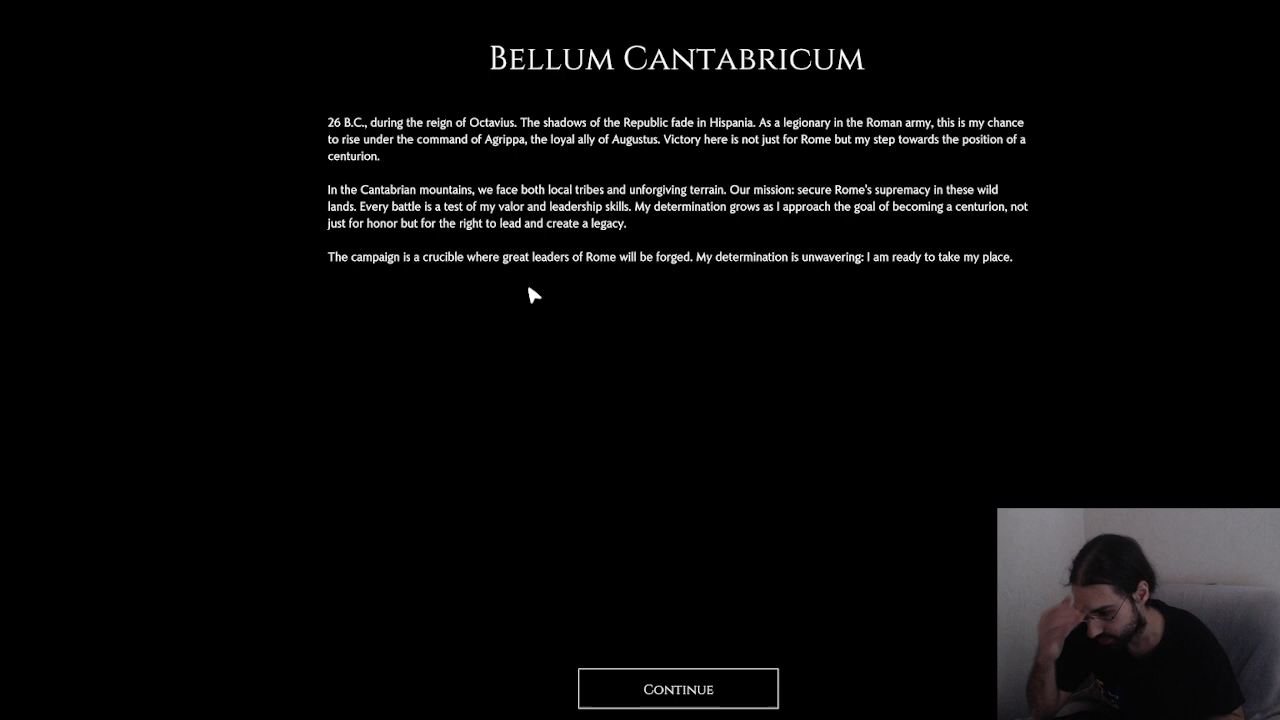 Bellum Cantabricum
26 B.C., during the reign of Octavius. The shadows of the Republic fade in Hispania. As a legionary in the Roman army, this is my chance
to rise under the command of Agrippa, the loyal ally of Augustus. Victory here is not just for Rome but my step towards the position of a
centurion.
In the Cantabrian mountains, we face both local tribes and unforgiving terrain. Our mission: secure Rome's supremacy in these wild
lands. Every battle is a test of my valor and leadership skills. My determination grows as I approach the goal of becoming a centurion, not
just for honor but for the right to lead and create a legacy.
The campaign is a crucible where great leaders of Rome will be forged. My determination is unwavering: I am ready to take my place.
Continue